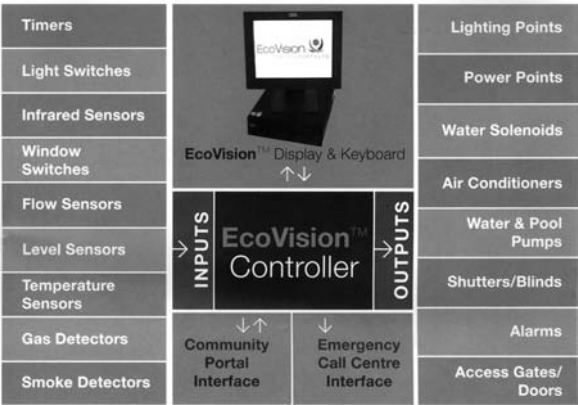 Timers
Light Switches
Infrared Sensors
Window
Switches
Flow Sensors
Level Sensors
Temperature
Sensors
Gas Detectors
Smoke Detectors
EcoVision
EcoVision™ Display & Keyboard
INPUTS
EcoVision™
Controller
OUTPUTS
Community
Portal
Interface
Emergency
Call Centre
Interface
Lighting Points
Power Points
Water Solenoids
Air Conditioners
Water & Pool
Pumps
Shutters/Blinds
Alarms
Access Gates/
Doors